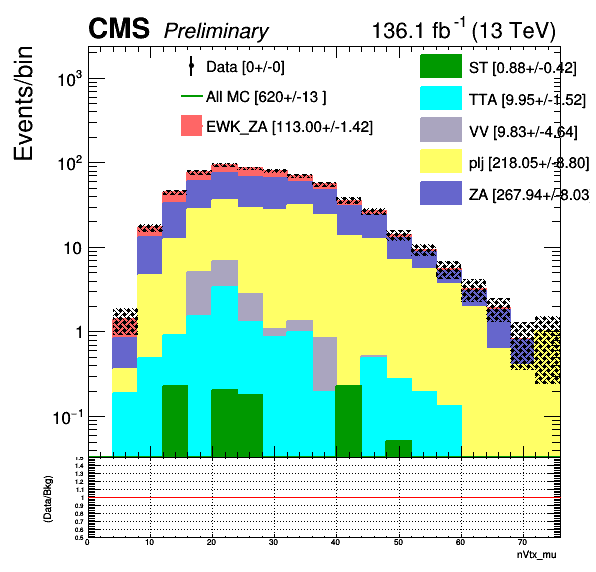 CMS Preliminary 136.1 fb⁻¹ (13 TeV)
Events/bin
10³
10²
10
1
10⁻¹
Data [0+/-0]
All MC [620+/-13 ]
EWK_ZA [113.00+/-1.42]
ST [0.88+/-0.42]
TTA [9.95+/-1.52]
VV [9.83+/-4.64]
plj [218.05+/-8.80]
ZA [267.94+/-8.03
(Data/Bkg)
1.5
1.4
1.3
1.2
1.1
1
0.9
0.8
0.7
0.6
0.5
0 10 20 30 40 50 60 70
nVtx_mu